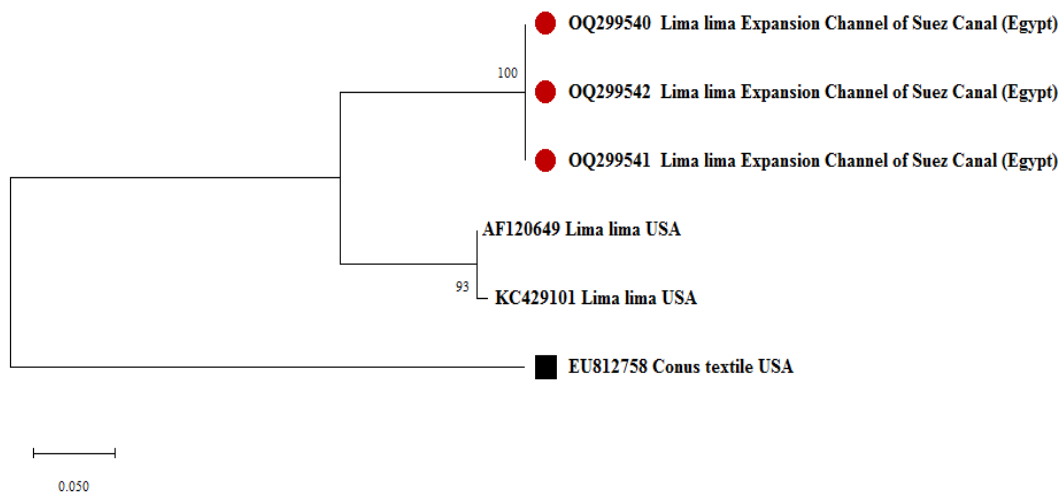 OQ299540 Lima lima Expansion Channel of Suez Canal (Egypt)
100
OQ299542 Lima lima Expansion Channel of Suez Canal (Egypt)
OQ299541 Lima lima Expansion Channel of Suez Canal (Egypt)
AF120649 Lima lima USA
93
KC429101 Lima lima USA
EU812758 Conus textile USA
0.050